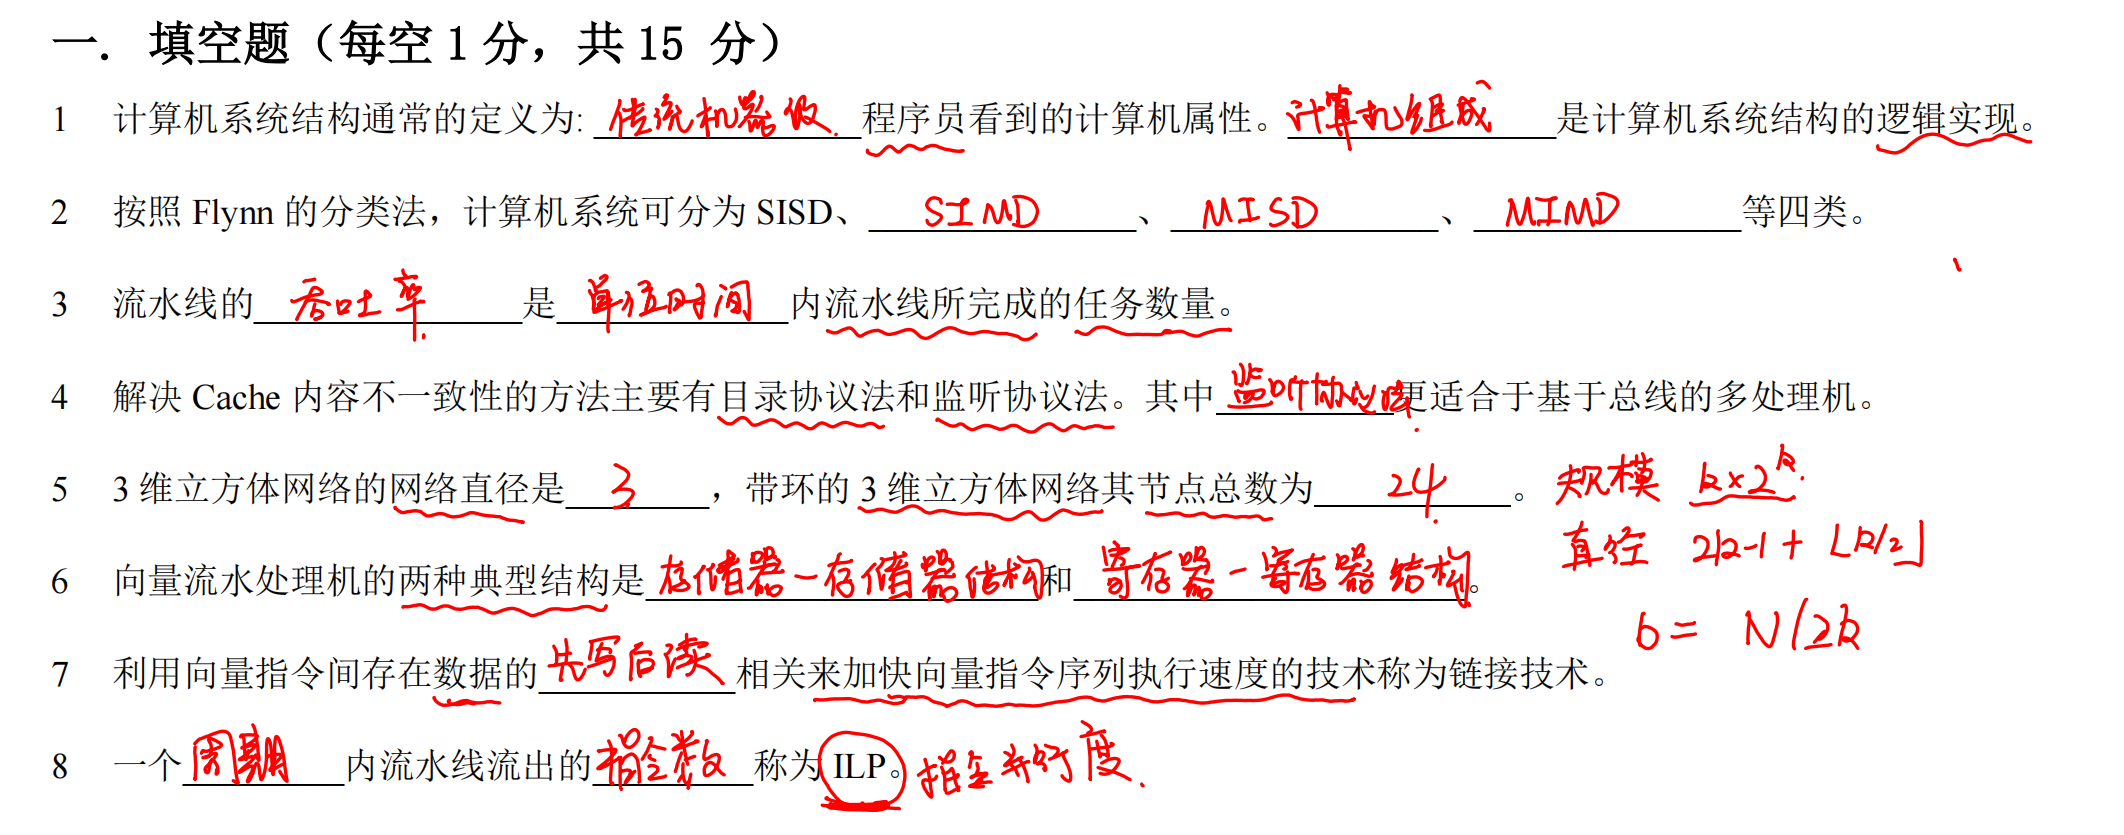 一. 填空题（每空 1 分，共 15 分）
1 计算机系统结构通常的定义为: 传统机器级 程序员看到的计算机属性。计算机组成 是计算机系统结构的逻辑实现。
2 按照 Flynn 的分类法，计算机系统可分为 SISD、 SIMD 、 MISD 、 MIMD 等四类。
3 流水线的 吞吐率 是 单位时间 内流水线所完成的任务数量。
4 解决 Cache 内容不一致性的方法主要有目录协议法和监听协议法。其中 监听协议法 更适合于基于总线的多处理机。
5 3 维立方体网络的网络直径是 3 ，带环的 3 维立方体网络其节点总数为 24 。 规模 k×2^k
直径 2k-1+⌊k/2⌋
6 向量流水处理机的两种典型结构是 存储器-存储器结构 和 寄存器-寄存器结构 。
b= N/2k
7 利用向量指令间存在数据的 先写后读 相关来加快向量指令序列执行速度的技术称为链接技术。
8 一个 周期 内流水线流出的 指令数 称为 ILP。 指令并行度.